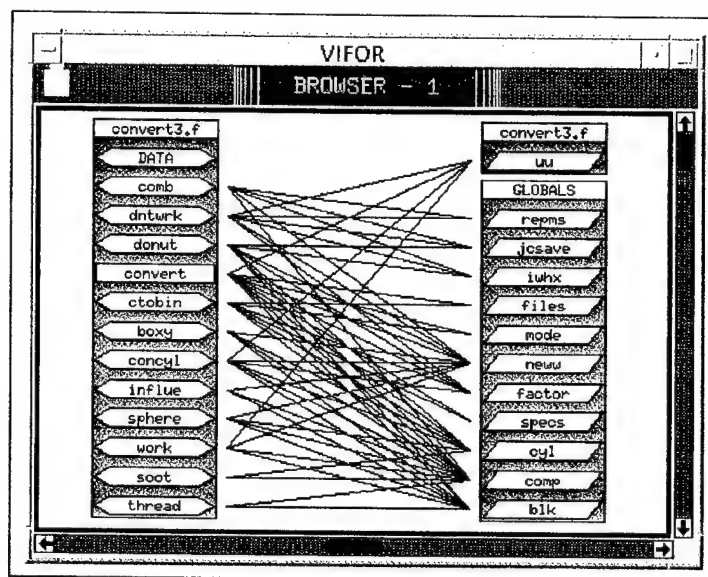 VIFOR
BROWSER - 1
convert3.f
DATA
comb
dntwrk
donut
convert
ctobin
boxy
concyl
influe
sphere
work
soot
thread
convert3.f
uu
GLOBALS
repms
jcsave
iwhx
files
mode
neww
factor
specs
cyl
comp
blk